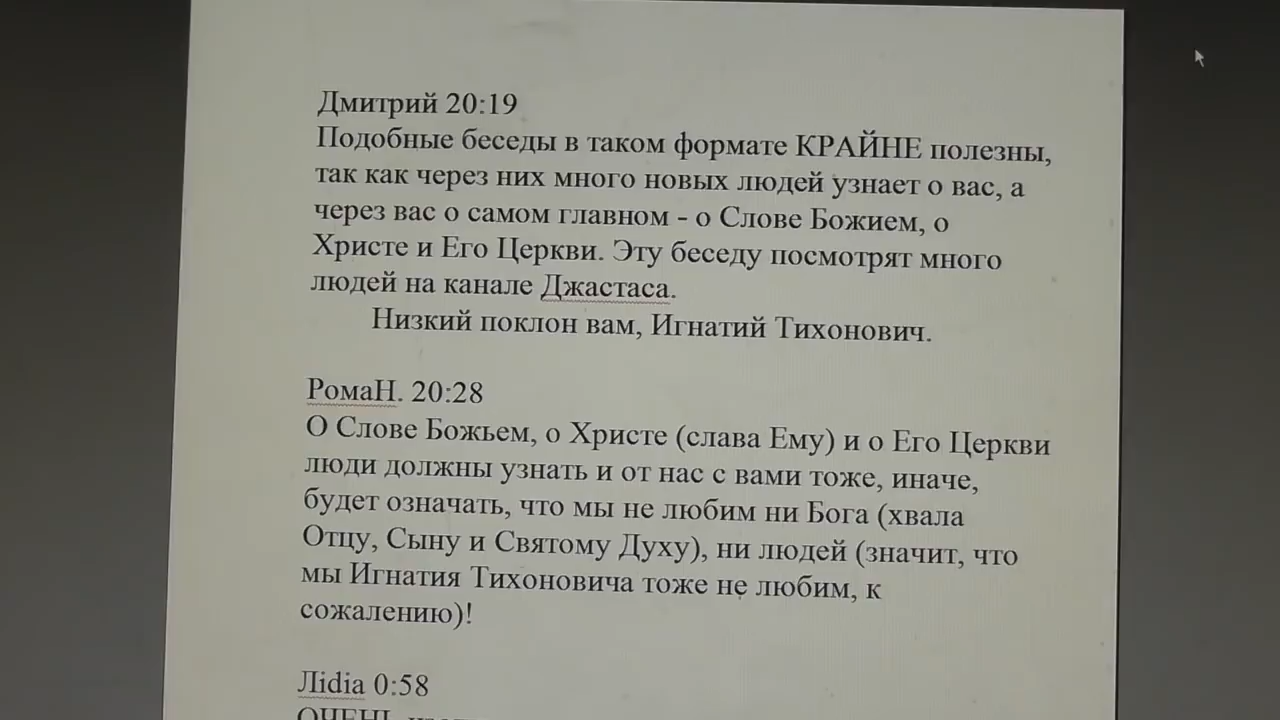 Дмитрий 20:19
Подобные беседы в таком формате КРАЙНЕ полезны,
так как через них много новых людей узнает о вас, а
через вас о самом главном - о Слове Божием, о
Христе и Его Церкви. Эту беседу посмотрят много
людей на канале Джастаса.
Низкий поклон вам, Игнатий Тихонович.
РомаН. 20:28
О Слове Божьем, о Христе (слава Ему) и о Его Церкви
люди должны узнать и от нас с вами тоже, иначе,
будет означать, что мы не любим ни Бога (хвала
Отцу, Сыну и Святому Духу), ни людей (значит, что
мы Игнатия Тихоновича тоже не любим, к
сожалению)!
Лidia 0:58
ОЧЕНЬ